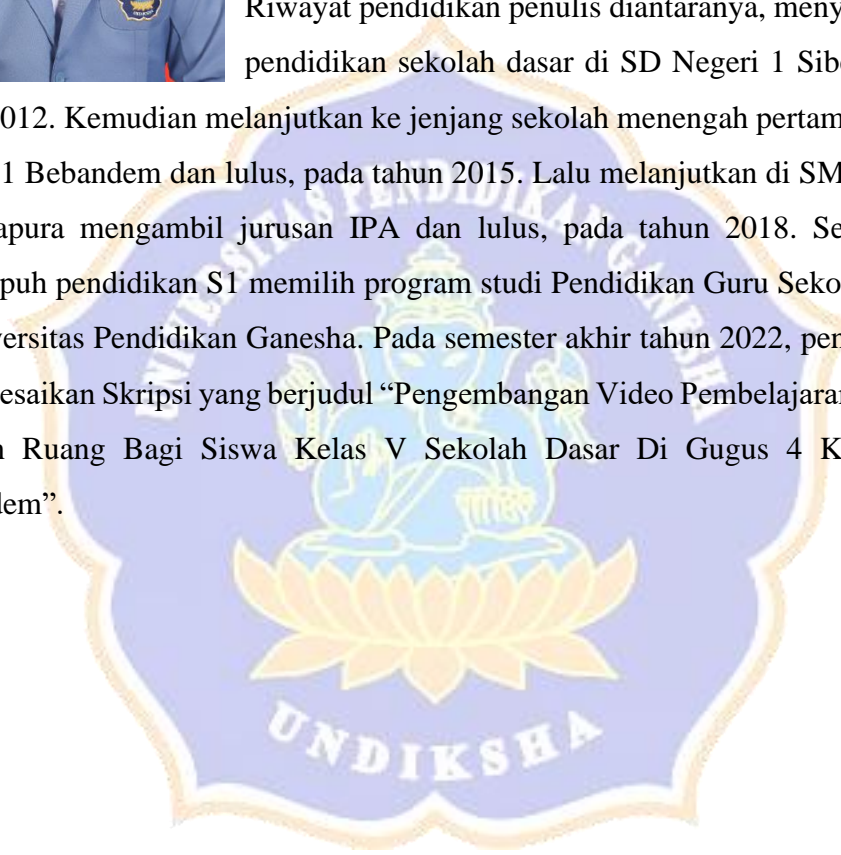 Riwayat pendidikan penulis diantaranya, meny
pendidikan sekolah dasar di SD Negeri 1 Sib
2012. Kemudian melanjutkan ke jenjang sekolah menengah pertam
1 Bebandem dan lulus, pada tahun 2015. Lalu melanjutkan di SM
apura mengambil jurusan IPA dan lulus, pada tahun 2018. Se
puh pendidikan S1 memilih program studi Pendidikan Guru Seko
versitas Pendidikan Ganesha. Pada semester akhir tahun 2022, pen
esaikan Skripsi yang berjudul “Pengembangan Video Pembelajaran
n Ruang Bagi Siswa Kelas V Sekolah Dasar Di Gugus 4 K
dem”.
UNIVERSITAS PENDIDIKAN GANESHA
UNDIKSHA